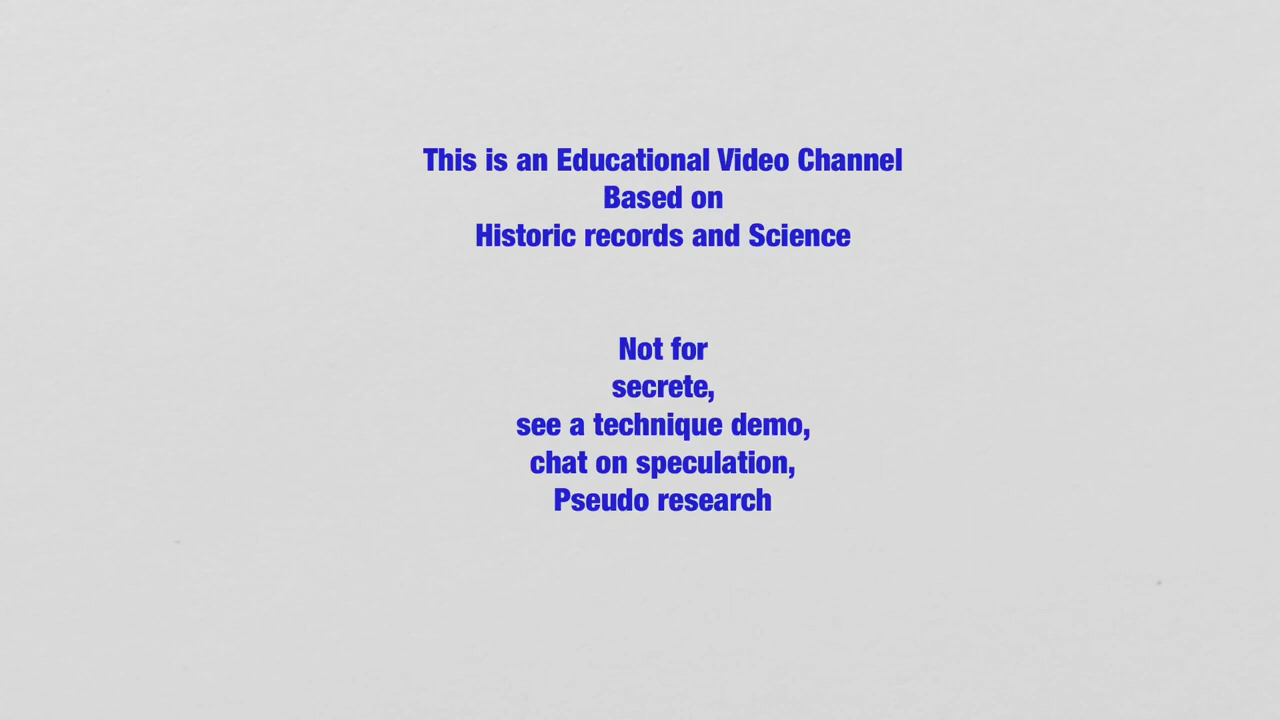 This is an Educational Video Channel
Based on
Historic records and Science
Not for
secrete,
see a technique demo,
chat on speculation,
Pseudo research